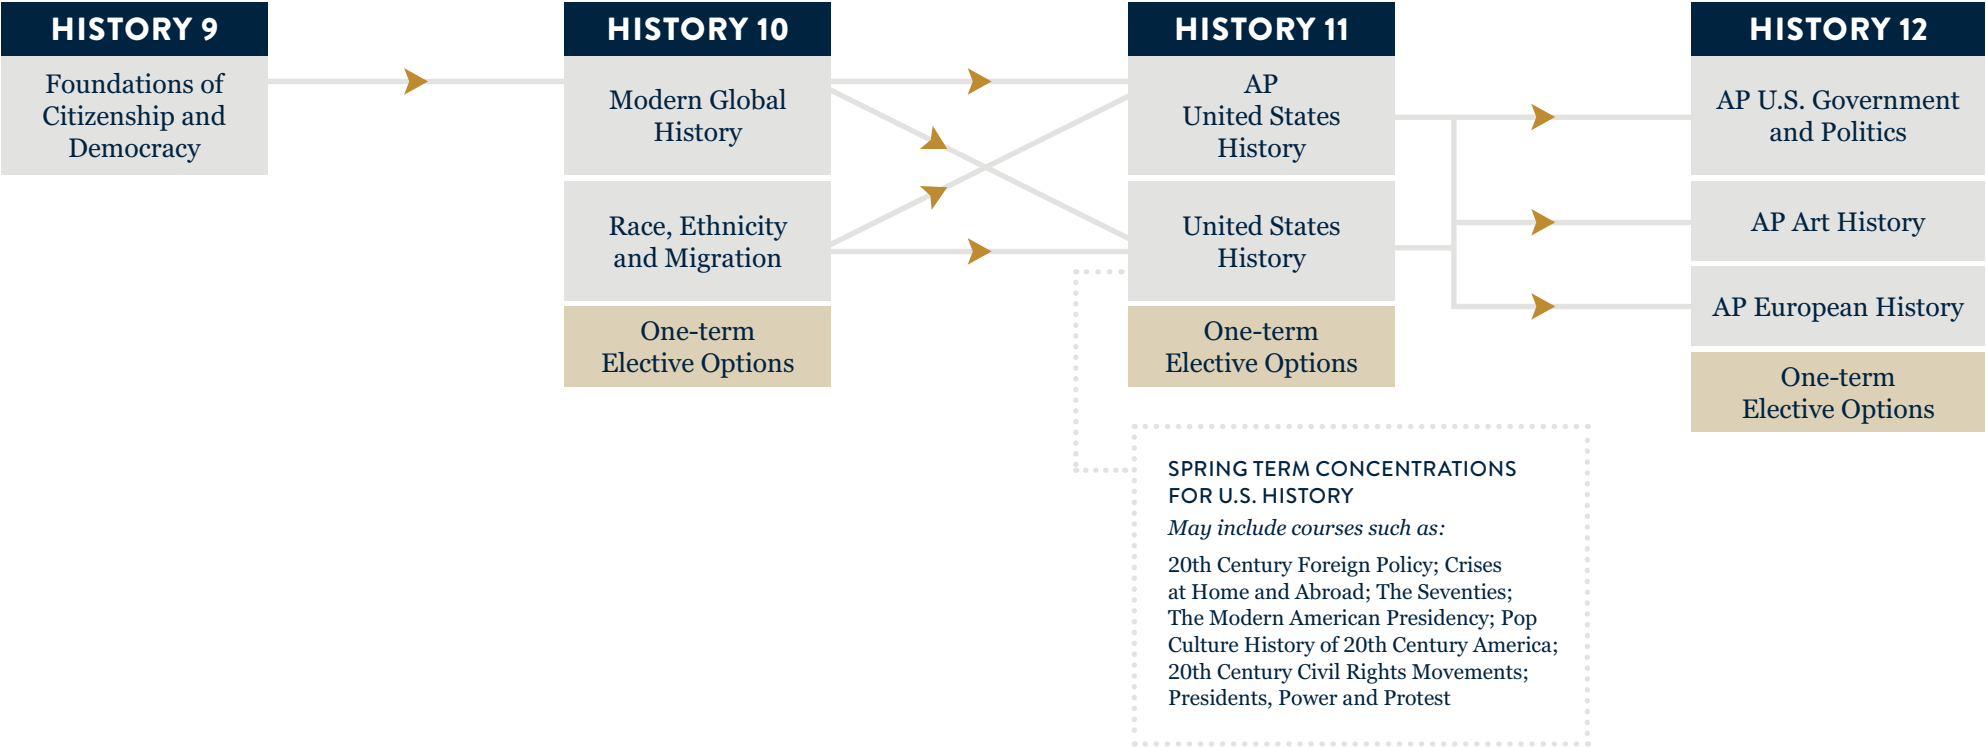 HISTORY 9
Foundations of
Citizenship and
Democracy
HISTORY 10
Modern Global
History
Race, Ethnicity
and Migration
One-term
Elective Options
HISTORY 11
AP
United States
History
United States
History
One-term
Elective Options
SPRING TERM CONCENTRATIONS
FOR U.S. HISTORY
May include courses such as:
20th Century Foreign Policy; Crises
at Home and Abroad; The Seventies;
The Modern American Presidency; Pop
Culture History of 20th Century America;
20th Century Civil Rights Movements;
Presidents, Power and Protest
HISTORY 12
AP U.S. Government
and Politics
AP Art History
AP European History
One-term
Elective Options